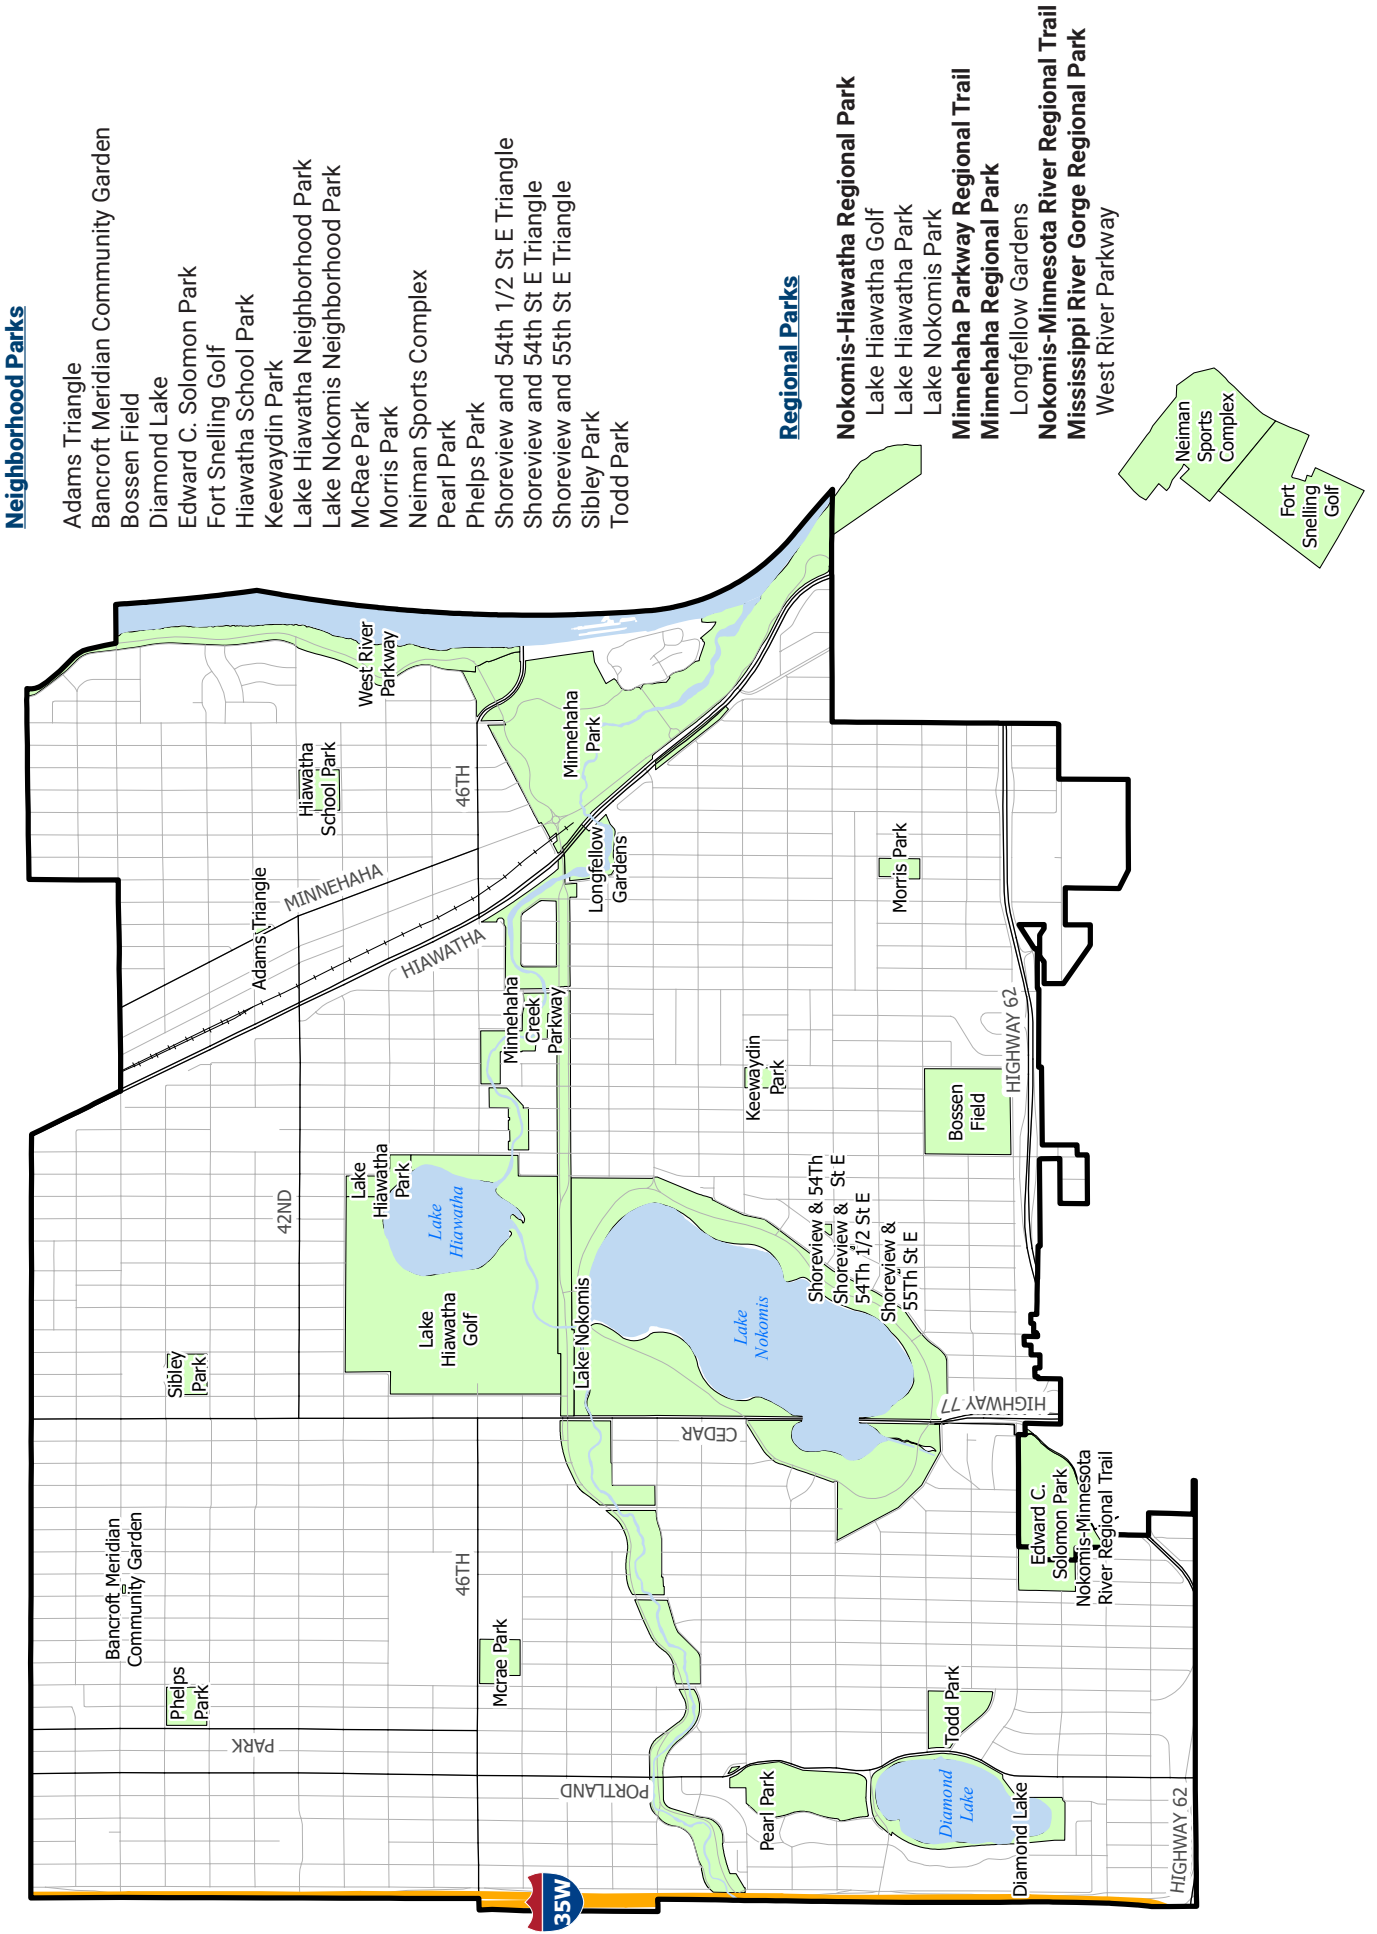 Neighborhood Parks
Adams Triangle
Bancroft Meridian Community Garden
Bossen Field
Diamond Lake
Edward C. Solomon Park
Fort Snelling Golf
Hiawatha School Park
Keewaydin Park
Lake Hiawatha Neighborhood Park
Lake Nokomis Neighborhood Park
McRae Park
Morris Park
Neiman Sports Complex
Pearl Park
Phelps Park
Shoreview and 54th 1/2 St E Triangle
Shoreview and 54th St E Triangle
Shoreview and 55th St E Triangle
Sibley Park
Todd Park
Regional Parks
Nokomis-Hiawatha Regional Park
Lake Hiawatha Golf
Lake Hiawatha Park
Lake Nokomis Park
Minnehaha Parkway Regional Trail
Minnehaha Regional Park
Longfellow Gardens
Nokomis-Minnesota River Regional Trail
Mississippi River Gorge Regional Park
West River Parkway
Neiman
Sports
Complex
Fort
Snelling
Golf
West River
Parkway
Hiawatha
School Park
46TH
Minnehaha
Park
MINNEHAHA
Adams Triangle
HIAWATHA
Longfellow
Gardens
Morris Park
Minnehaha
Creek
Parkway
HIGHWAY 62
Keewaydin
Park
Bossen
Field
42ND
Lake
Hiawatha
Park
Lake
Hiawatha
Lake
Hiawatha
Golf
Sibley
Park
Lake Nokomis
Lake
Nokomis
Shoreview & 54Th
St E
Shoreview &
54Th 1/2 St E
Shoreview &
55Th St E
HIGHWAY 77
CEDAR
Bancroft Meridian
Community Garden
46TH
Edward C.
Solomon Park
Nokomis-Minnesota
River Regional Trail
Phelps
Park
Mcrae Park
PARK
Todd Park
PORTLAND
Pearl Park
Diamond
Lake
Diamond Lake
HIGHWAY 62
35W